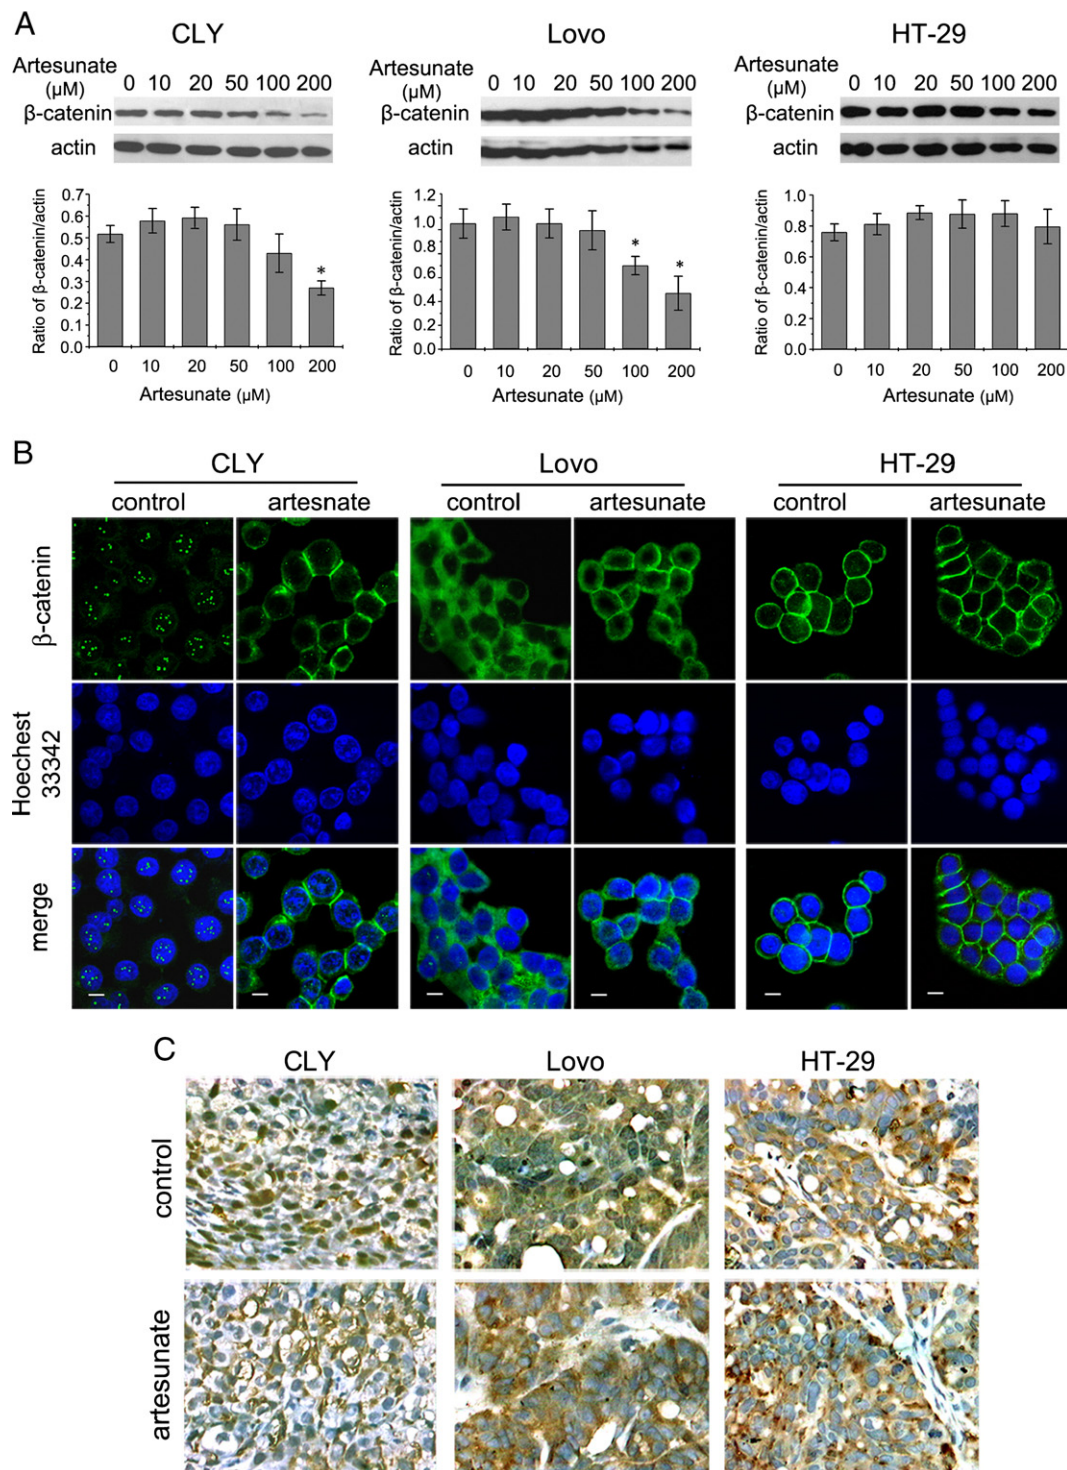 A
CLY Lovo HT-29
Artesunate (µM) 0 10 20 50 100 200
β-catenin
actin
Artesunate (µM) 0 10 20 50 100 200
β-catenin
actin
Artesunate (µM) 0 10 20 50 100 200
β-catenin
actin
Ratio of β-catenin/actin
0.7
0.6
0.5
0.4
0.3
0.2
0.1
0.0
*
0 10 20 50 100 200
Artesunate (µM)
Ratio of β-catenin/actin
1.2
1.0
0.8
0.6
0.4
0.2
0.0
* *
0 10 20 50 100 200
Artesunate (µM)
Ratio of β-catenin/actin
1.0
0.8
0.6
0.4
0.2
0.0
0 10 20 50 100 200
Artesunate (µM)
B
CLY Lovo HT-29
control artesnate control artesunate control artesunate
β-catenin
Hoechest
33342
merge
C
CLY Lovo HT-29
control
artesunate